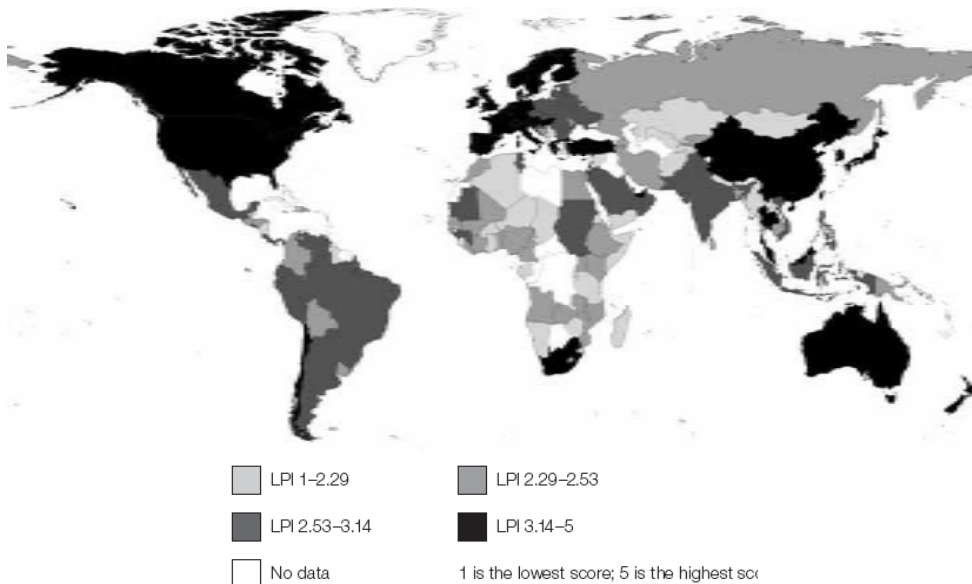 LPI 1–2.29
LPI 2.29–2.53
LPI 2.53–3.14
LPI 3.14–5
No data
1 is the lowest score; 5 is the highest